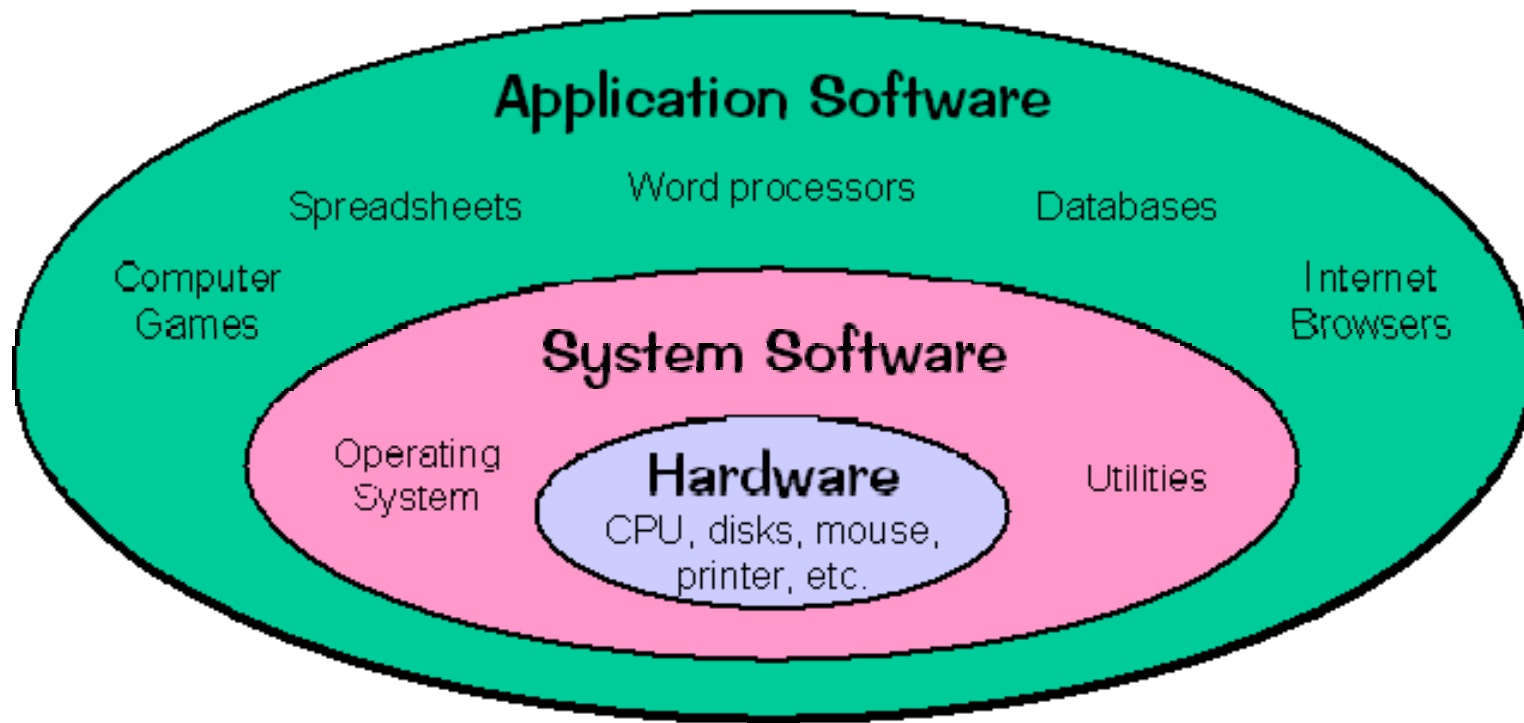 Application Software
Word processors
Spreadsheets
Databases
Computer
Games
Internet
Browsers
System Software
Operating
System
Utilities
Hardware
CPU, disks, mouse,
printer, etc.